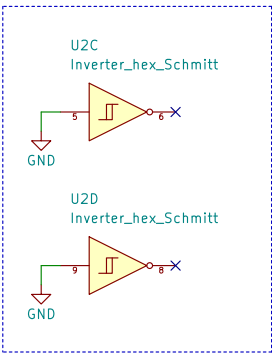 U2C
Inverter_hex_Schmitt
5 6
GND
U2D
Inverter_hex_Schmitt
9 8
GND